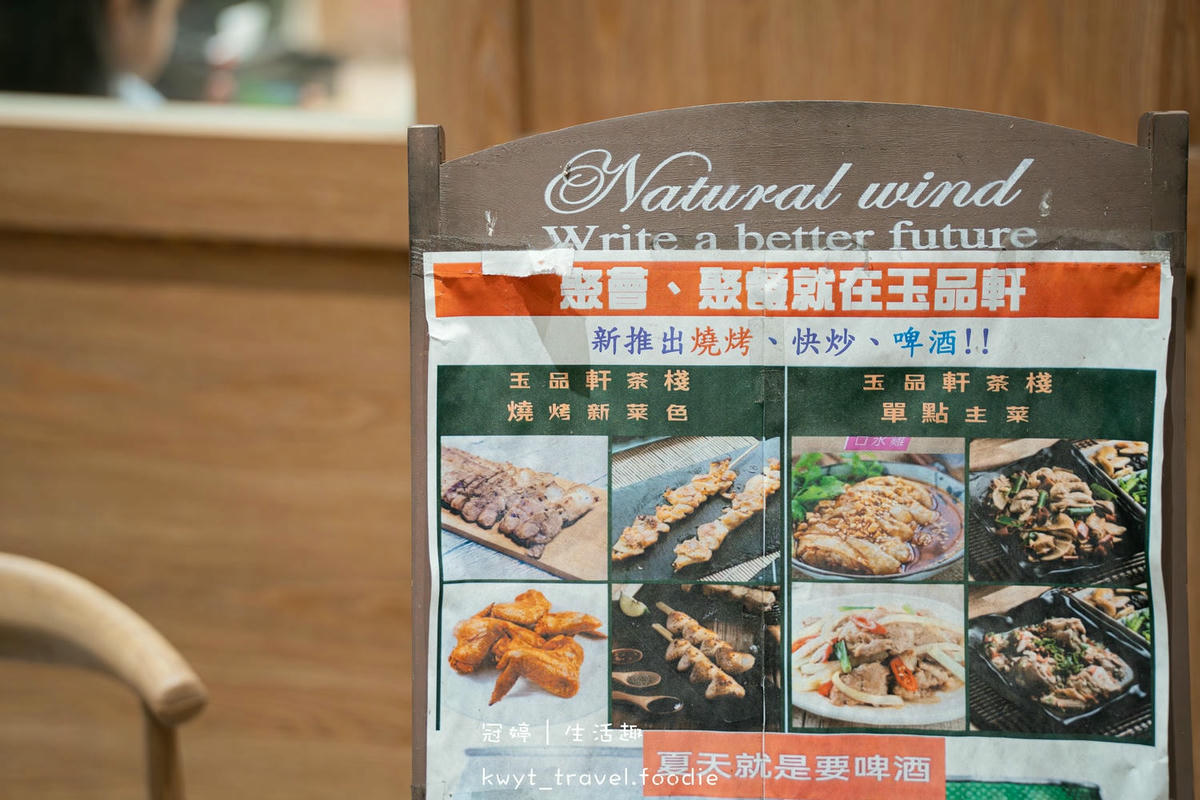 Natural wind
Write a better future
聚會、聚餐就在玉品軒
新推出燒烤、快炒、啤酒!!
玉品軒茶棧
燒烤新菜色
玉品軒茶棧
單點主菜
口水雞
冠婷｜生活趣
夏天就是要啤酒
kwyt_travel.foodie